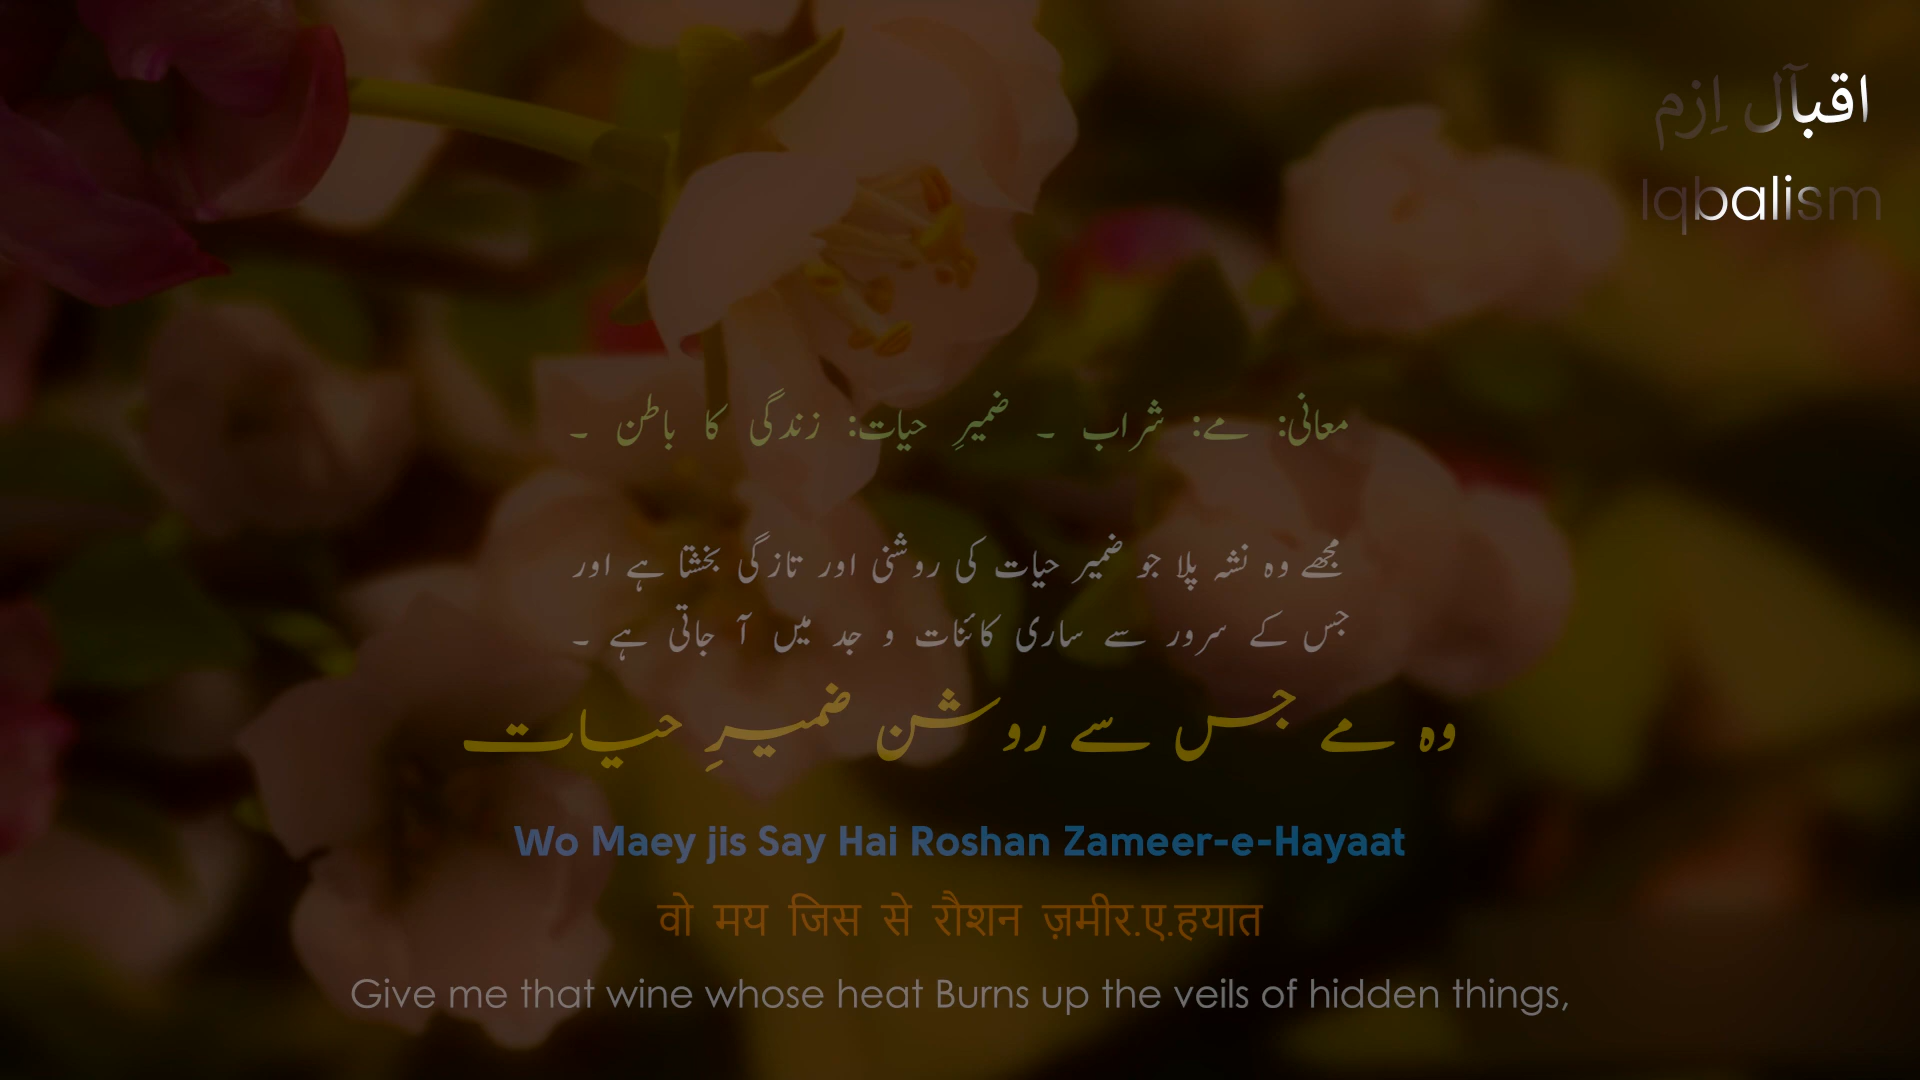 اقبآل اِزم
Iqbalism
معانی: مے: شراب ۔ ضمیرِ حیات: زندگی کا باطن ۔
مجھے وہ نشہ پلا جو ضمیر حیات کی روشنی اور تازگی بخشتا ہے اور
جس کے سرور سے ساری کائنات و جد میں آ جاتی ہے ۔
وہ مے جس سے روشن ضمیرِ حیات
Wo Maey jis Say Hai Roshan Zameer-e-Hayaat
वो मय जिस से रौशन ज़मीर.ए.हयात
Give me that wine whose heat Burns up the veils of hidden things,